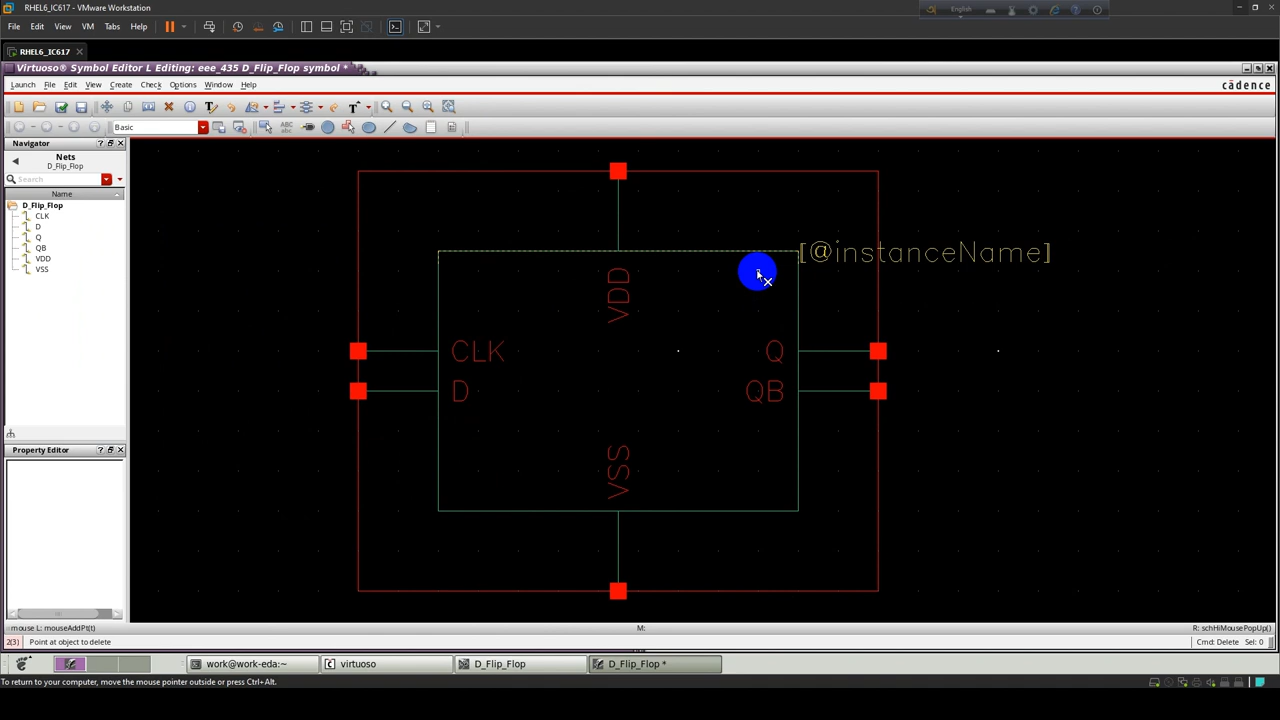 RHEL6_IC617 - VMware Workstation
English
File Edit View VM Tabs Help
RHEL6_IC617
Virtuoso® Symbol Editor L Editing: eee_435 D_Flip_Flop symbol *
Launch File Edit View Create Check Options Window Help
cādence
Basic
Navigator
Nets
D_Flip_Flop
Search
Name
D_Flip_Flop
CLK
D
Q
QB
VDD
VSS
Property Editor
[@instanceName]
VDD
CLK
Q
D
QB
VSS
mouse L: mouseAddPt(t)
M:
R: schHiMousePopUp()
2(3)
Point at object to delete
Cmd: Delete Sel: 0
work@work-eda:~
virtuoso
D_Flip_Flop
D_Flip_Flop *
To return to your computer, move the mouse pointer outside or press Ctrl+Alt.